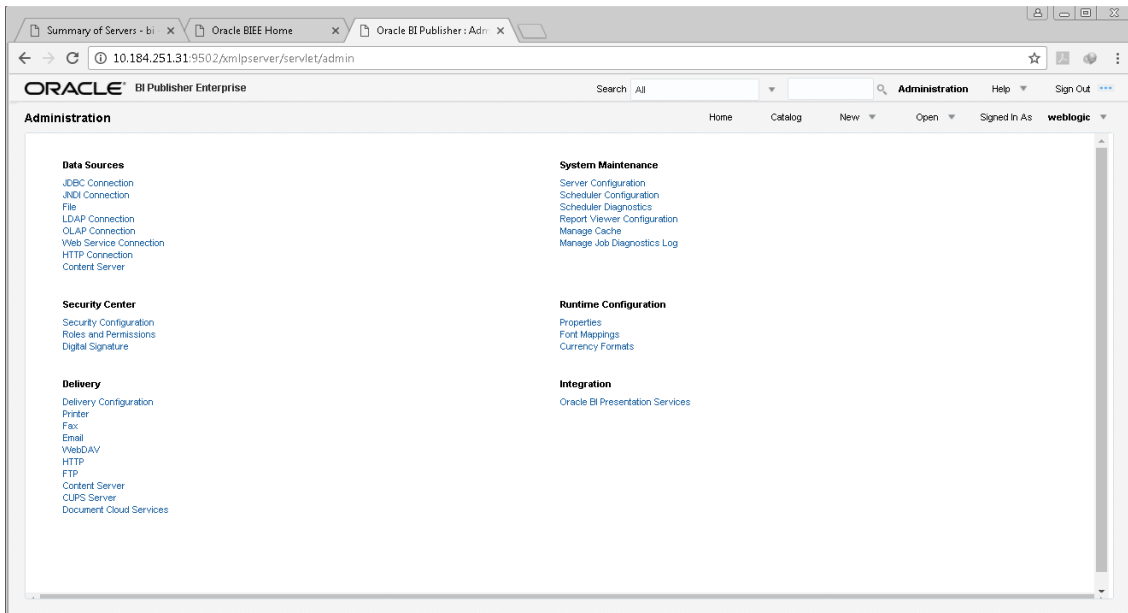 Summary of Servers - bi
Oracle BIEE Home
Oracle BI Publisher : Adm
10.184.251.31:9502/xmlpserver/servlet/admin
ORACLE BI Publisher Enterprise
Search All
Administration
Help
Sign Out
Administration
Home
Catalog
New
Open
Signed In As weblogic
Data Sources
JDBC Connection
JNDI Connection
File
LDAP Connection
OLAP Connection
Web Service Connection
HTTP Connection
Content Server
System Maintenance
Server Configuration
Scheduler Configuration
Scheduler Diagnostics
Report Viewer Configuration
Manage Cache
Manage Job Diagnostics Log
Security Center
Security Configuration
Roles and Permissions
Digital Signature
Runtime Configuration
Properties
Font Mappings
Currency Formats
Delivery
Delivery Configuration
Printer
Fax
Email
WebDAV
HTTP
FTP
Content Server
CUPS Server
Document Cloud Services
Integration
Oracle BI Presentation Services